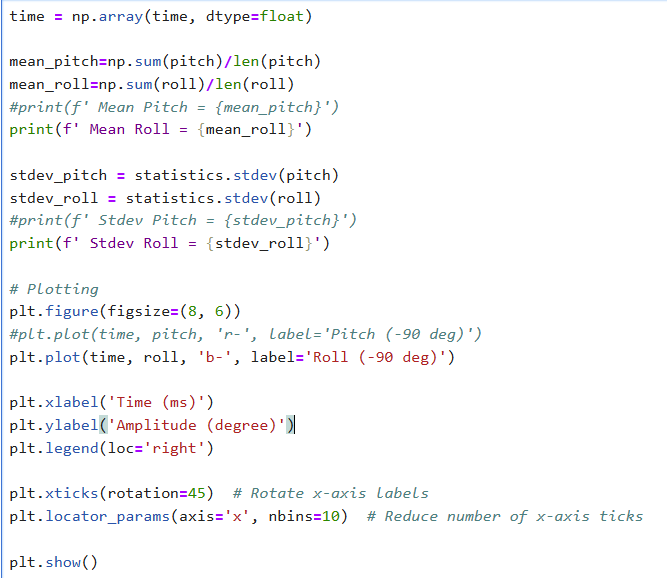 time = np.array(time, dtype=float)
mean_pitch=np.sum(pitch)/len(pitch)
mean_roll=np.sum(roll)/len(roll)
#print(f' Mean Pitch = {mean_pitch}')
print(f' Mean Roll = {mean_roll}')
stdev_pitch = statistics.stdev(pitch)
stdev_roll = statistics.stdev(roll)
#print(f' Stdev Pitch = {stdev_pitch}')
print(f' Stdev Roll = {stdev_roll}')
# Plotting
plt.figure(figsize=(8, 6))
#plt.plot(time, pitch, 'r-', label='Pitch (-90 deg)')
plt.plot(time, roll, 'b-', label='Roll (-90 deg)')
plt.xlabel('Time (ms)')
plt.ylabel('Amplitude (degree)')
plt.legend(loc='right')
plt.xticks(rotation=45)  # Rotate x-axis labels
plt.locator_params(axis='x', nbins=10)  # Reduce number of x-axis ticks
plt.show()